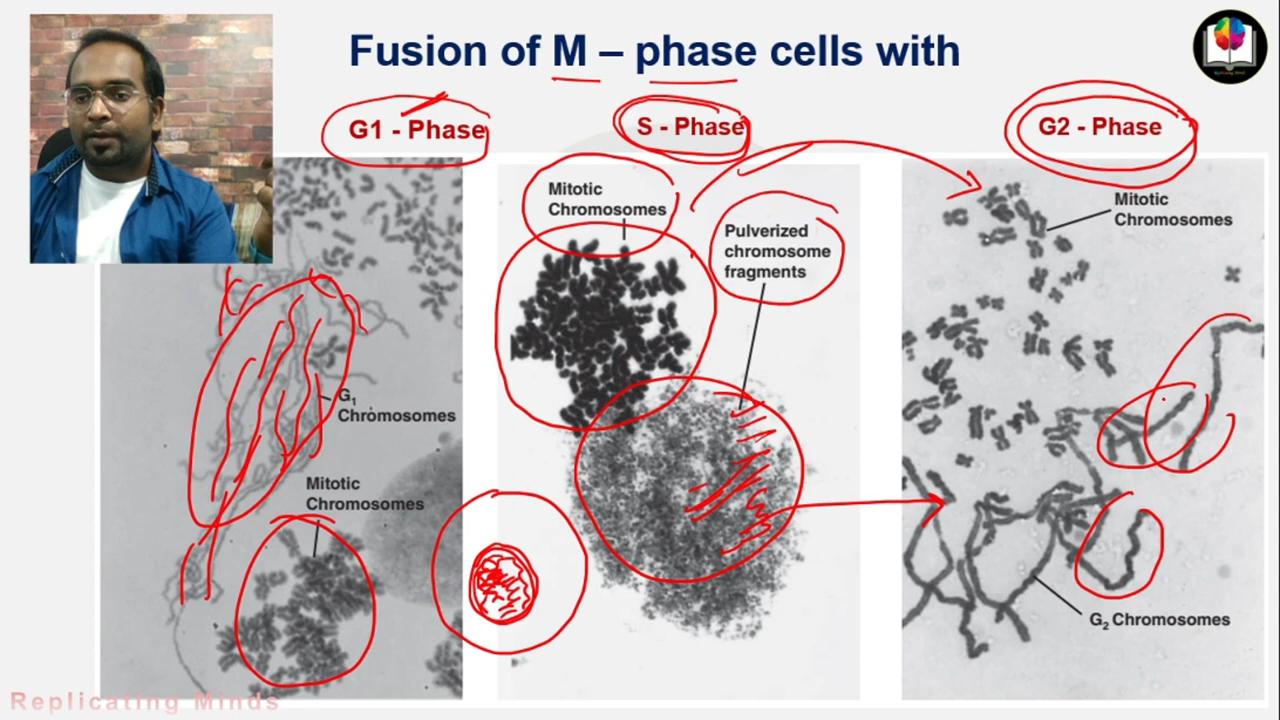 Fusion of M – phase cells with
G1 - Phase
S - Phase
G2 - Phase
G₁
Chromosomes
Mitotic
Chromosomes
Mitotic
Chromosomes
Pulverized
chromosome
fragments
Mitotic
Chromosomes
G₂ Chromosomes
Replicating Minds